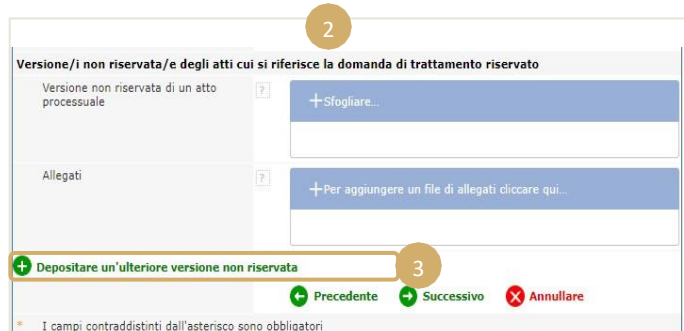 2
Versione/i non riservata/e degli atti cui si riferisce la domanda di trattamento riservato
Versione non riservata di un atto
processuale
?
+Sfogliare...
Allegati
?
+Per aggiungere un file di allegati cliccare qui...
+ Depositare un'ulteriore versione non riservata
3
Precedente Successivo Annullare
* I campi contraddistinti dall'asterisco sono obbligatori